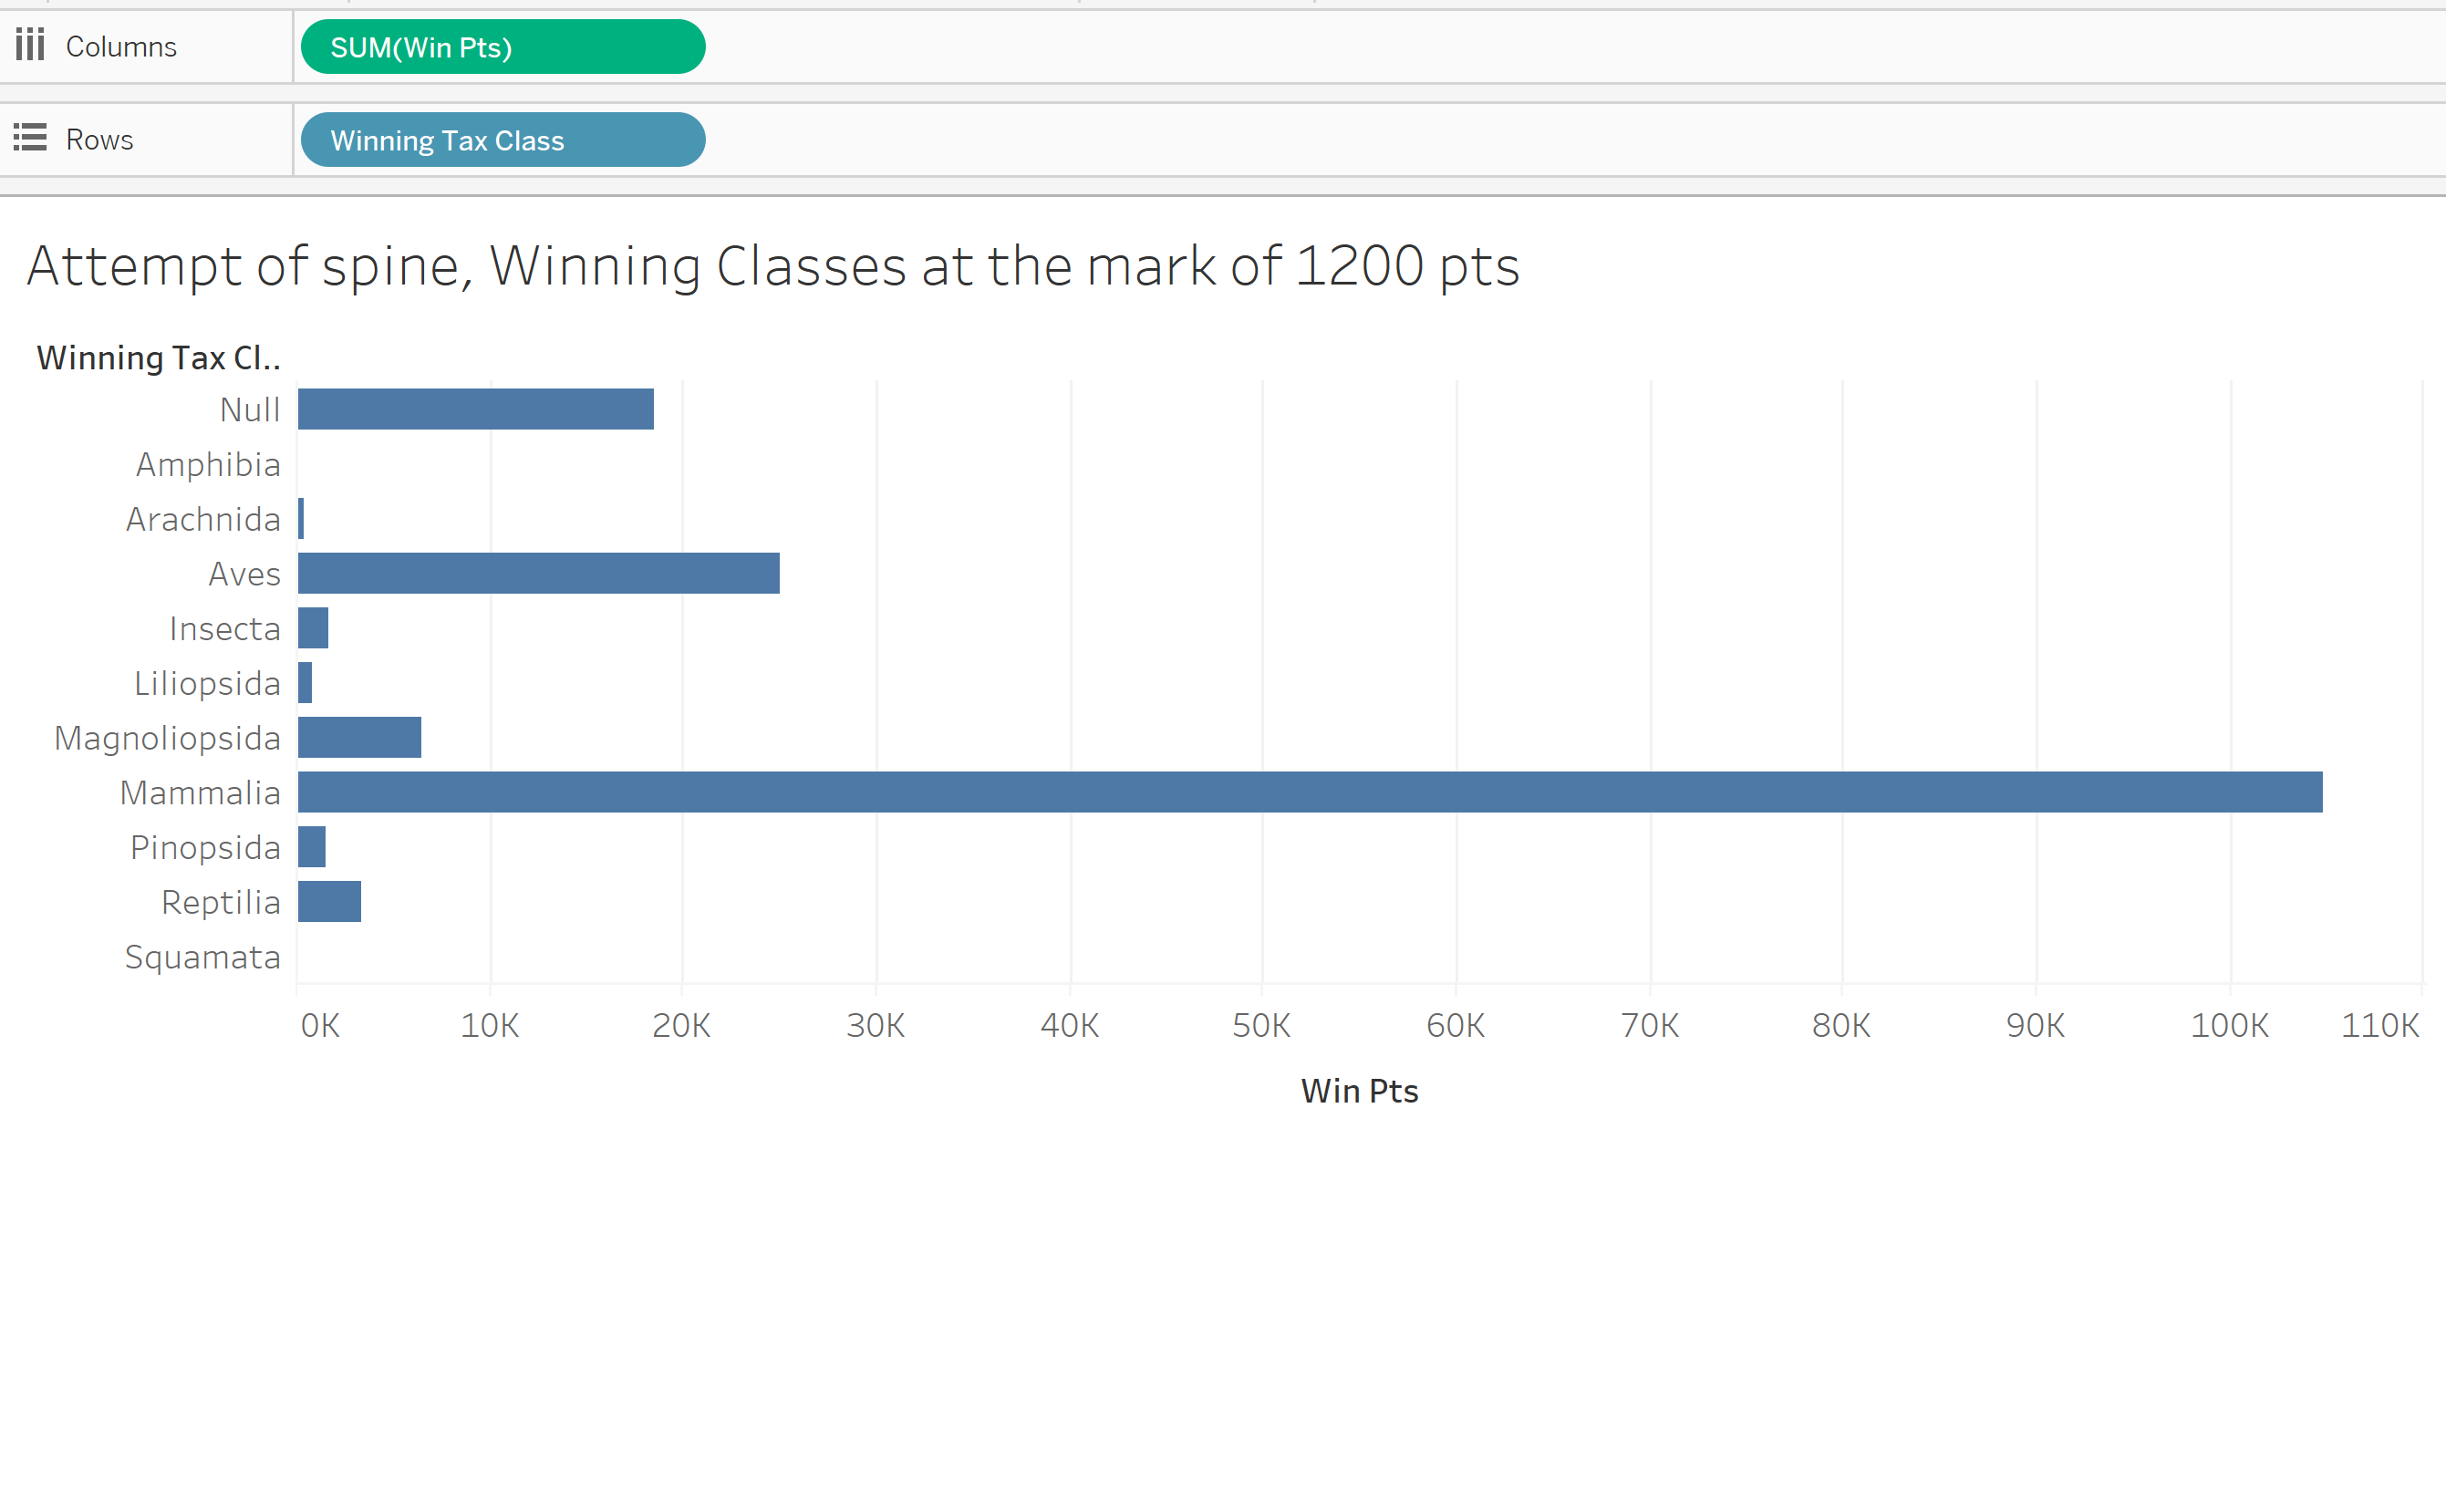 Columns SUM(Win Pts)
Rows Winning Tax Class
Attempt of spine, Winning Classes at the mark of 1200 pts
Winning Tax Cl..
Null
Amphibia
Arachnida
Aves
Insecta
Liliopsida
Magnoliopsida
Mammalia
Pinopsida
Reptilia
Squamata
0K 10K 20K 30K 40K 50K 60K 70K 80K 90K 100K 110K
Win Pts